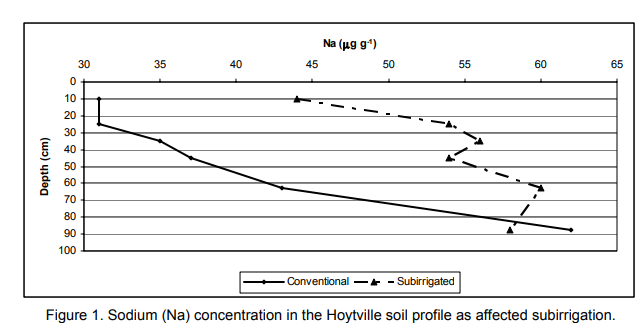 Na (µg g-1)
30 35 40 45 50 55 60 65
0
10
20
30
40
50
60
70
80
90
100
Depth (cm)
Conventional Subirrigated
Figure 1. Sodium (Na) concentration in the Hoytville soil profile as affected subirrigation.